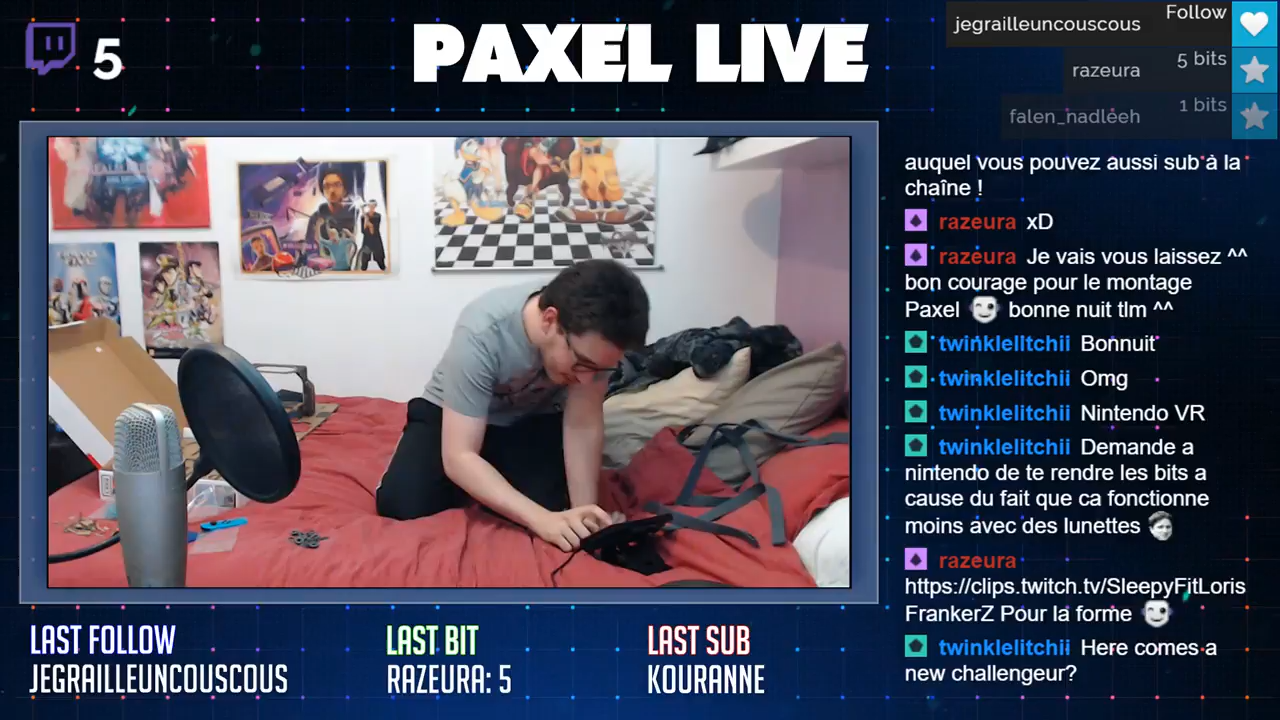 5
PAXEL LIVE
jegrailleuncouscous Follow
razeura 5 bits
falen_nadleeh 1 bits
auquel vous pouvez aussi sub à la
chaîne !
razeura xD
razeura Je vais vous laissez ^^
bon courage pour le montage
Paxel bonne nuit tlm ^^
twinklelitchii Bonnuit
twinklelitchii Omg
twinklelitchii Nintendo VR
twinklelitchii Demande a
nintendo de te rendre les bits a
cause du fait que ca fonctionne
moins avec des lunettes
razeura
https://clips.twitch.tv/SleepyFitLoris
FrankerZ Pour la forme
twinklelitchii Here comes a
new challengeur?
LAST FOLLOW
JEGRAILLEUNCOUSCOUS
LAST BIT
RAZEURA: 5
LAST SUB
KOURANNE